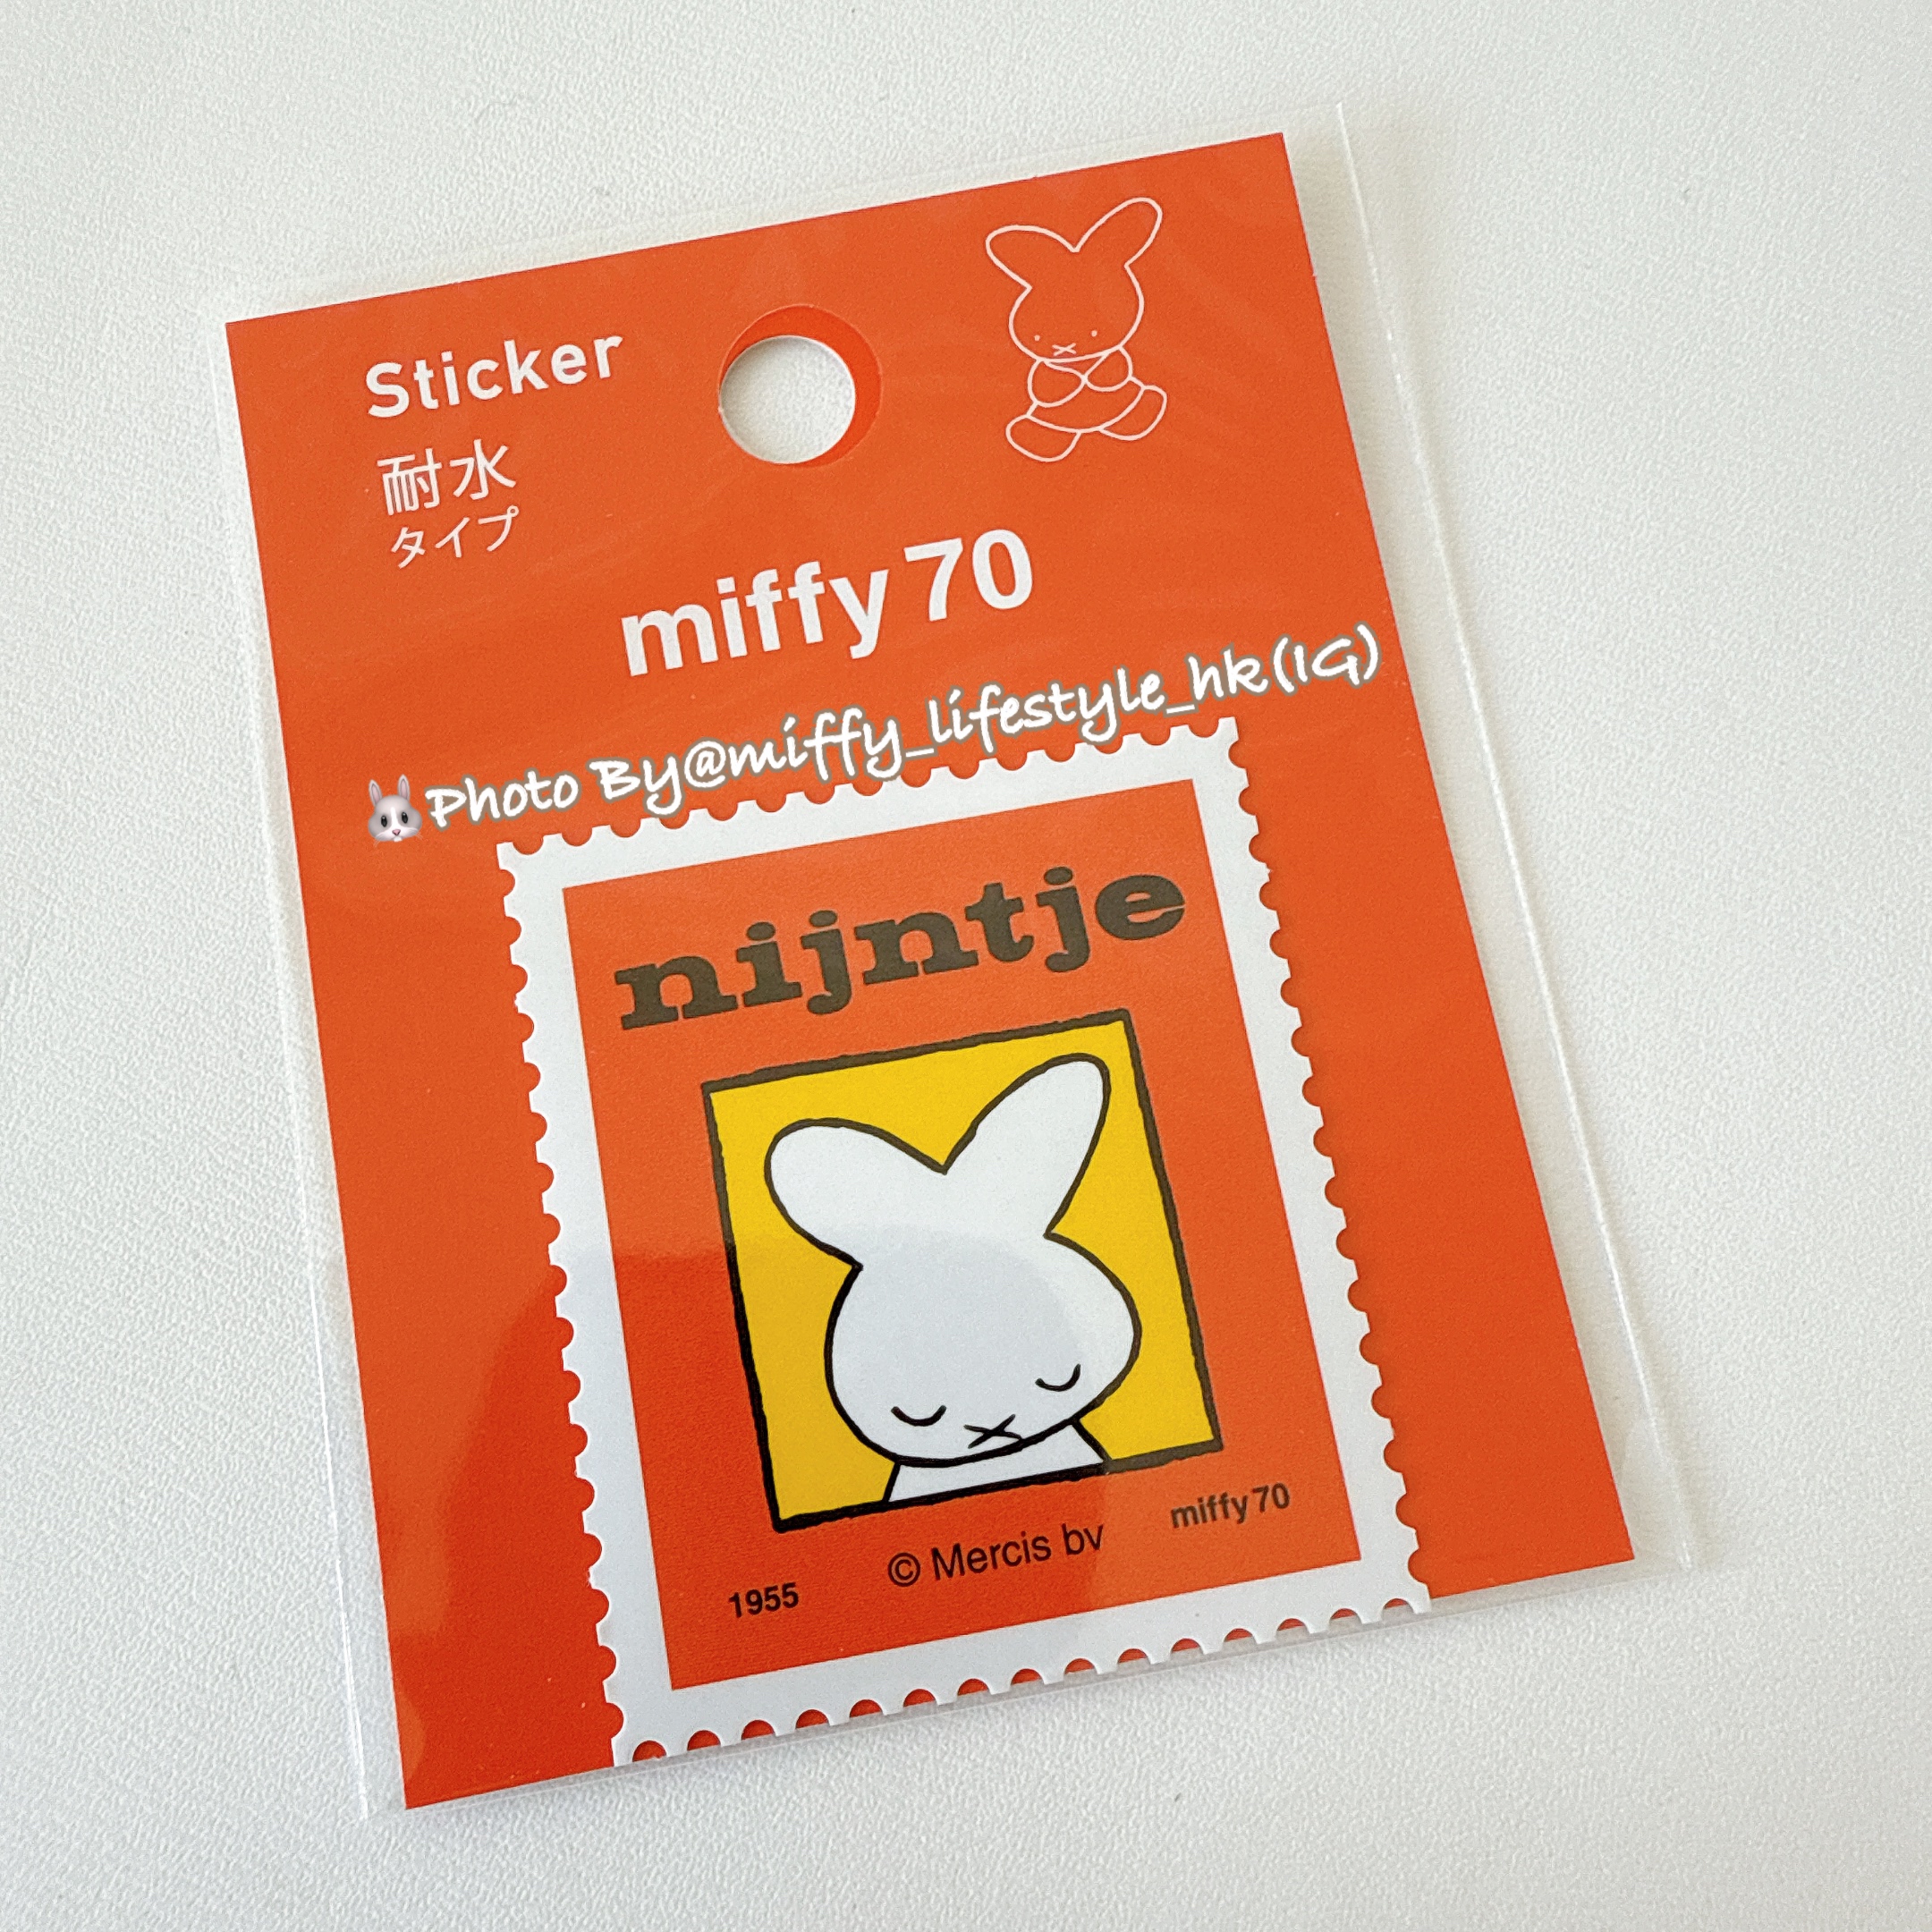 Sticker
耐水
タイプ
miffy 70
🐰Photo By@miffy_lifestyle_hk(IG)
nijntje
miffy 70
© Mercis bv
1955